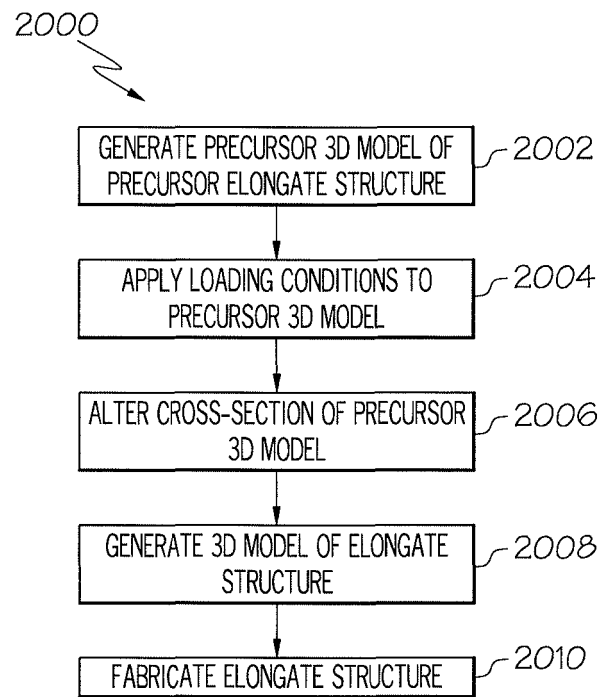 2000
GENERATE PRECURSOR 3D MODEL OF
PRECURSOR ELONGATE STRUCTURE
2002
APPLY LOADING CONDITIONS TO
PRECURSOR 3D MODEL
2004
ALTER CROSS-SECTION OF PRECURSOR
3D MODEL
2006
GENERATE 3D MODEL OF ELONGATE
STRUCTURE
2008
FABRICATE ELONGATE STRUCTURE
2010